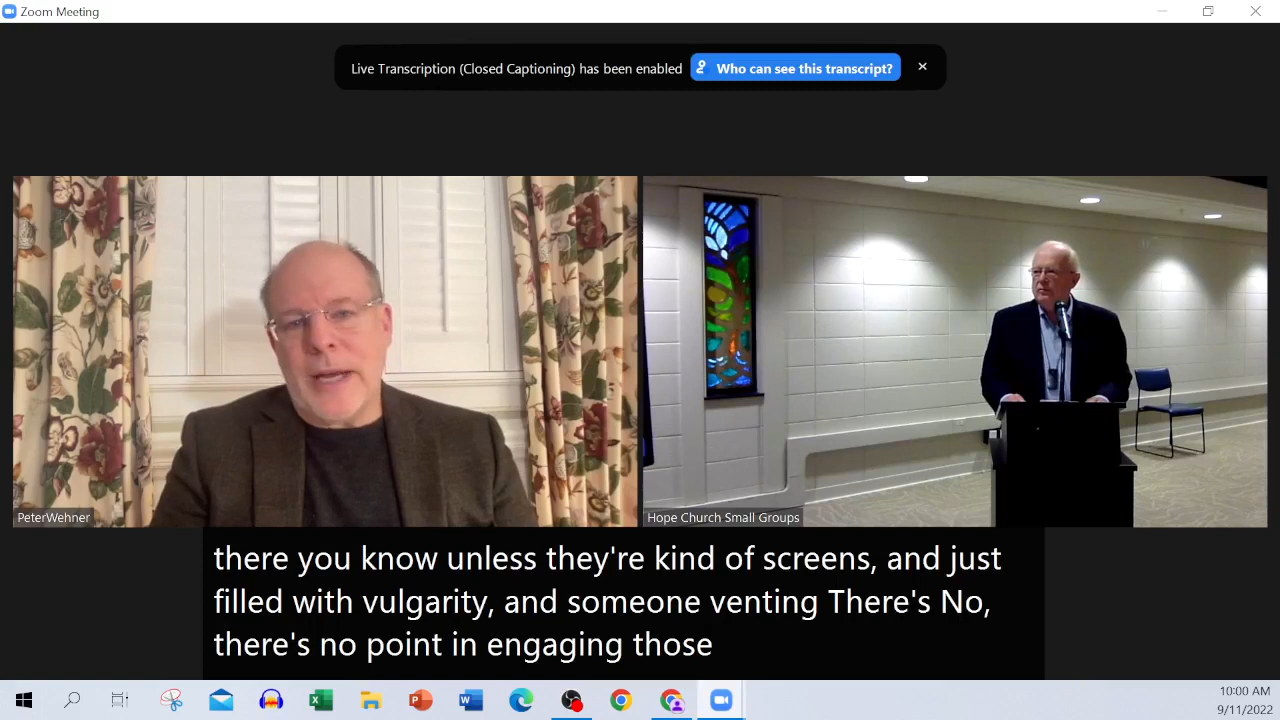 Zoom Meeting
Live Transcription (Closed Captioning) has been enabled
Who can see this transcript?
PeterWehner
Hope Church Small Groups
there you know unless they're kind of screens, and just
filled with vulgarity, and someone venting There's No,
there's no point in engaging those
10:00 AM
9/11/2022